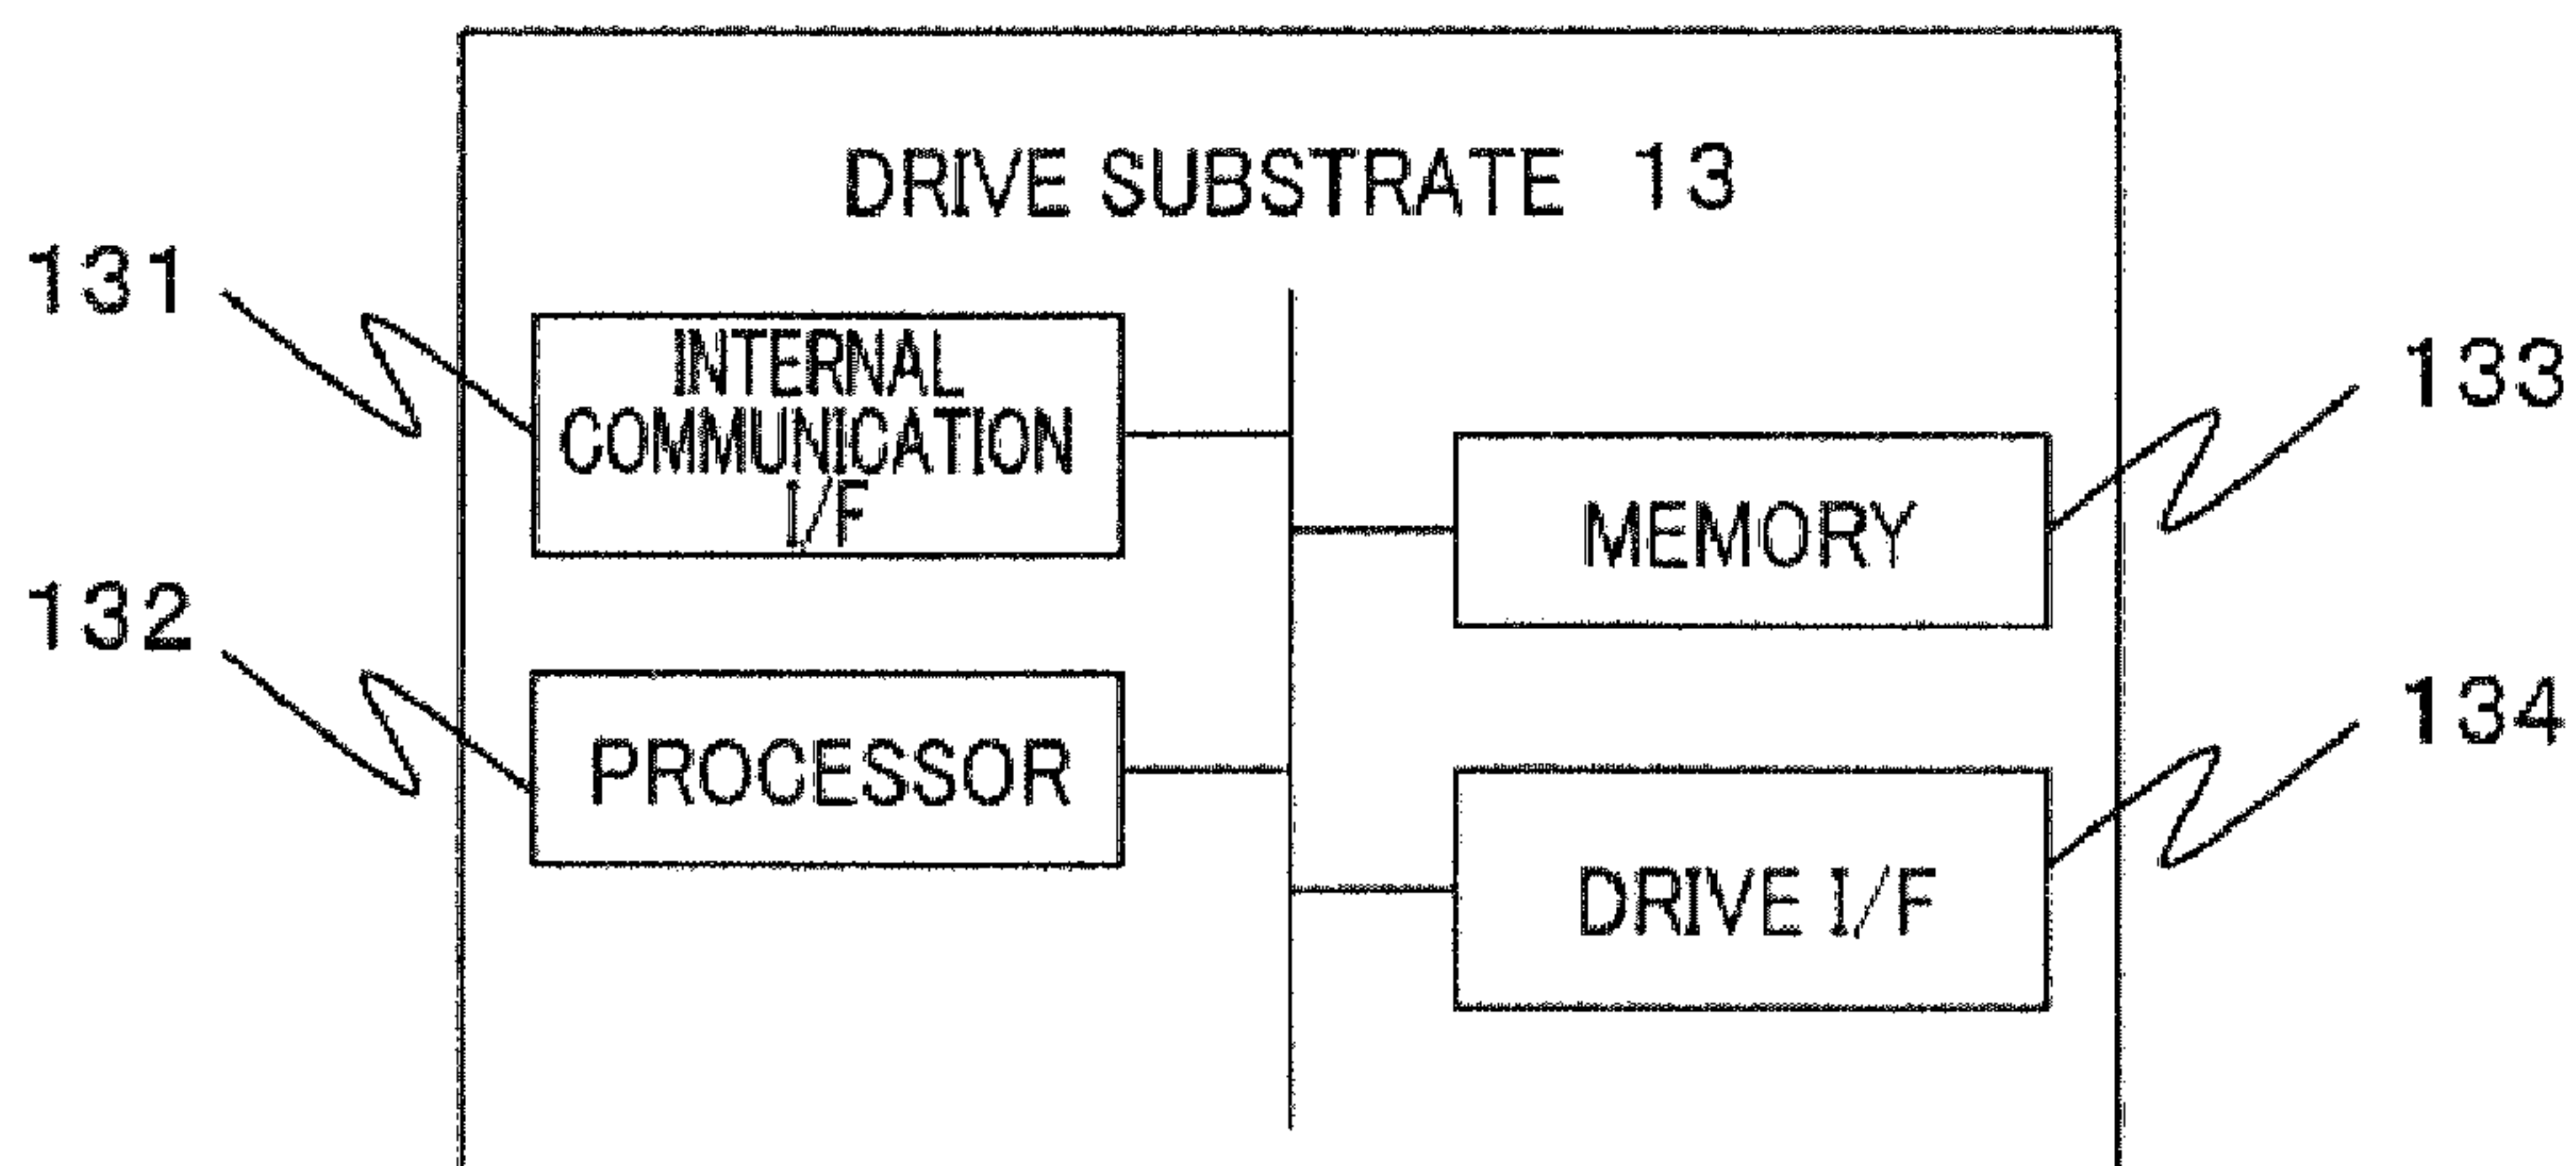 DRIVE SUBSTRATE 13
131
INTERNAL
COMMUNICATION
I/F
133
MEMORY
132
PROCESSOR
134
DRIVE I/F